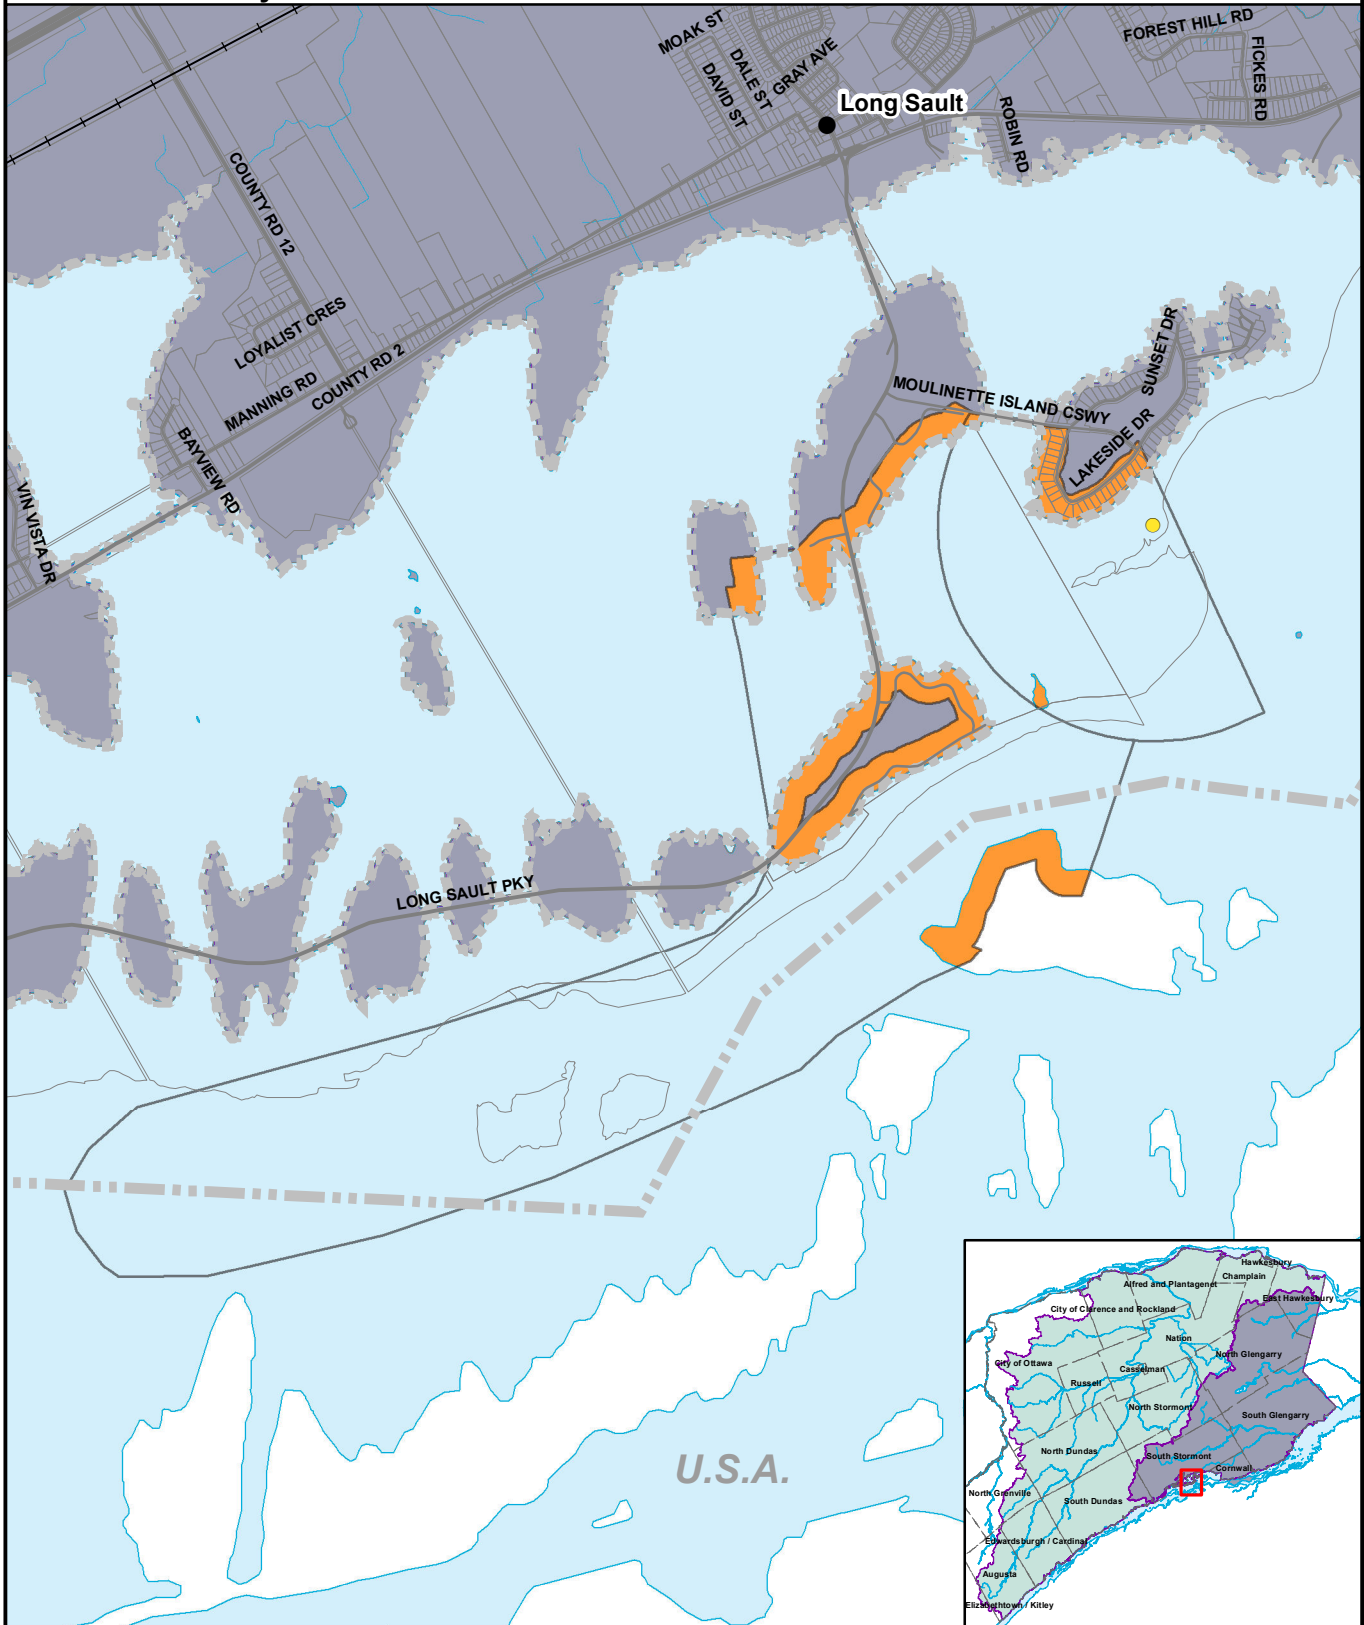 MOAK ST
DALE ST
DAVID ST
GRAY AVE
FOREST HILL RD
FICKES RD
Long Sault
ROBIN RD
COUNTY RD 12
LOYALIST CRES
MANNING RD
COUNTY RD 2
BAYVIEW RD
VIN VISTA DR
MOULINETTE ISLAND CSWY
SUNSET DR
LAKESIDE DR
LONG SAULT PKY
U.S.A.
Hawkesbury
Champlain
Alfred and Plantagenet
East Hawkesbury
City of Clarence and Rockland
Nation
North Glengarry
City of Ottawa
Casselman
Russell
North Stormont
South Glengarry
North Dundas
South Stormont
Cornwall
North Grenville
South Dundas
Edwardsburgh / Cardinal
Augusta
Elizabethtown / Kitley